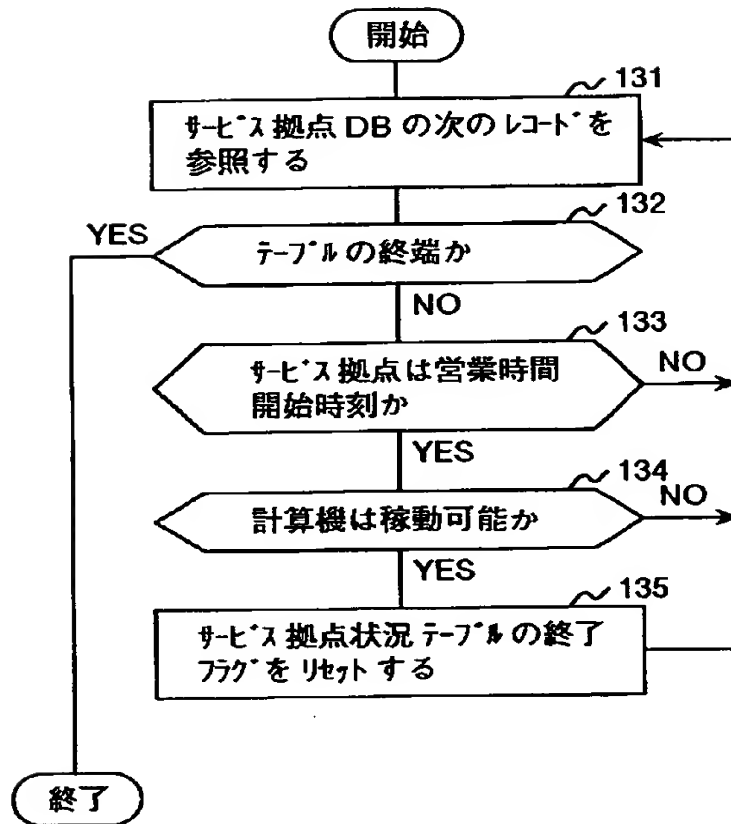 開始
131
サービス拠点DBの次のレコードを
参照する
132
YES
テーブルの終端か
NO
133
サービス拠点は営業時間
開始時刻か
NO
YES
134
計算機は稼動可能か
NO
YES
135
サービス拠点状況テーブルの終了
フラグをリセットする
終了